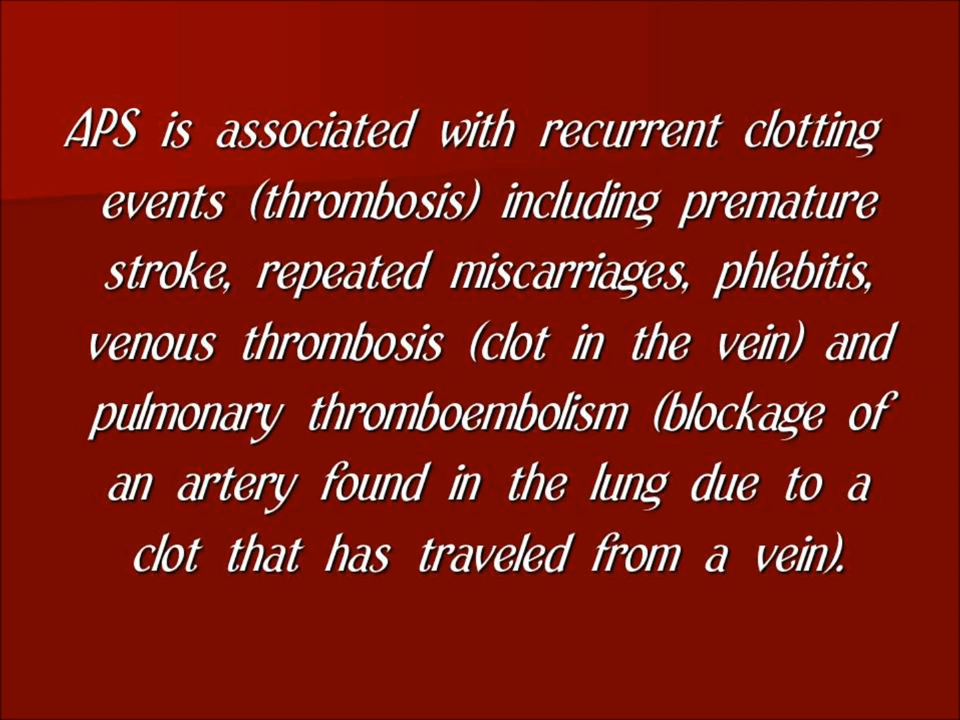 APS is associated with recurrent clotting
events (thrombosis) including premature
stroke, repeated miscarriages, phlebitis,
venous thrombosis (clot in the vein) and
pulmonary thromboembolism (blockage of
an artery found in the lung due to a
clot that has traveled from a vein).